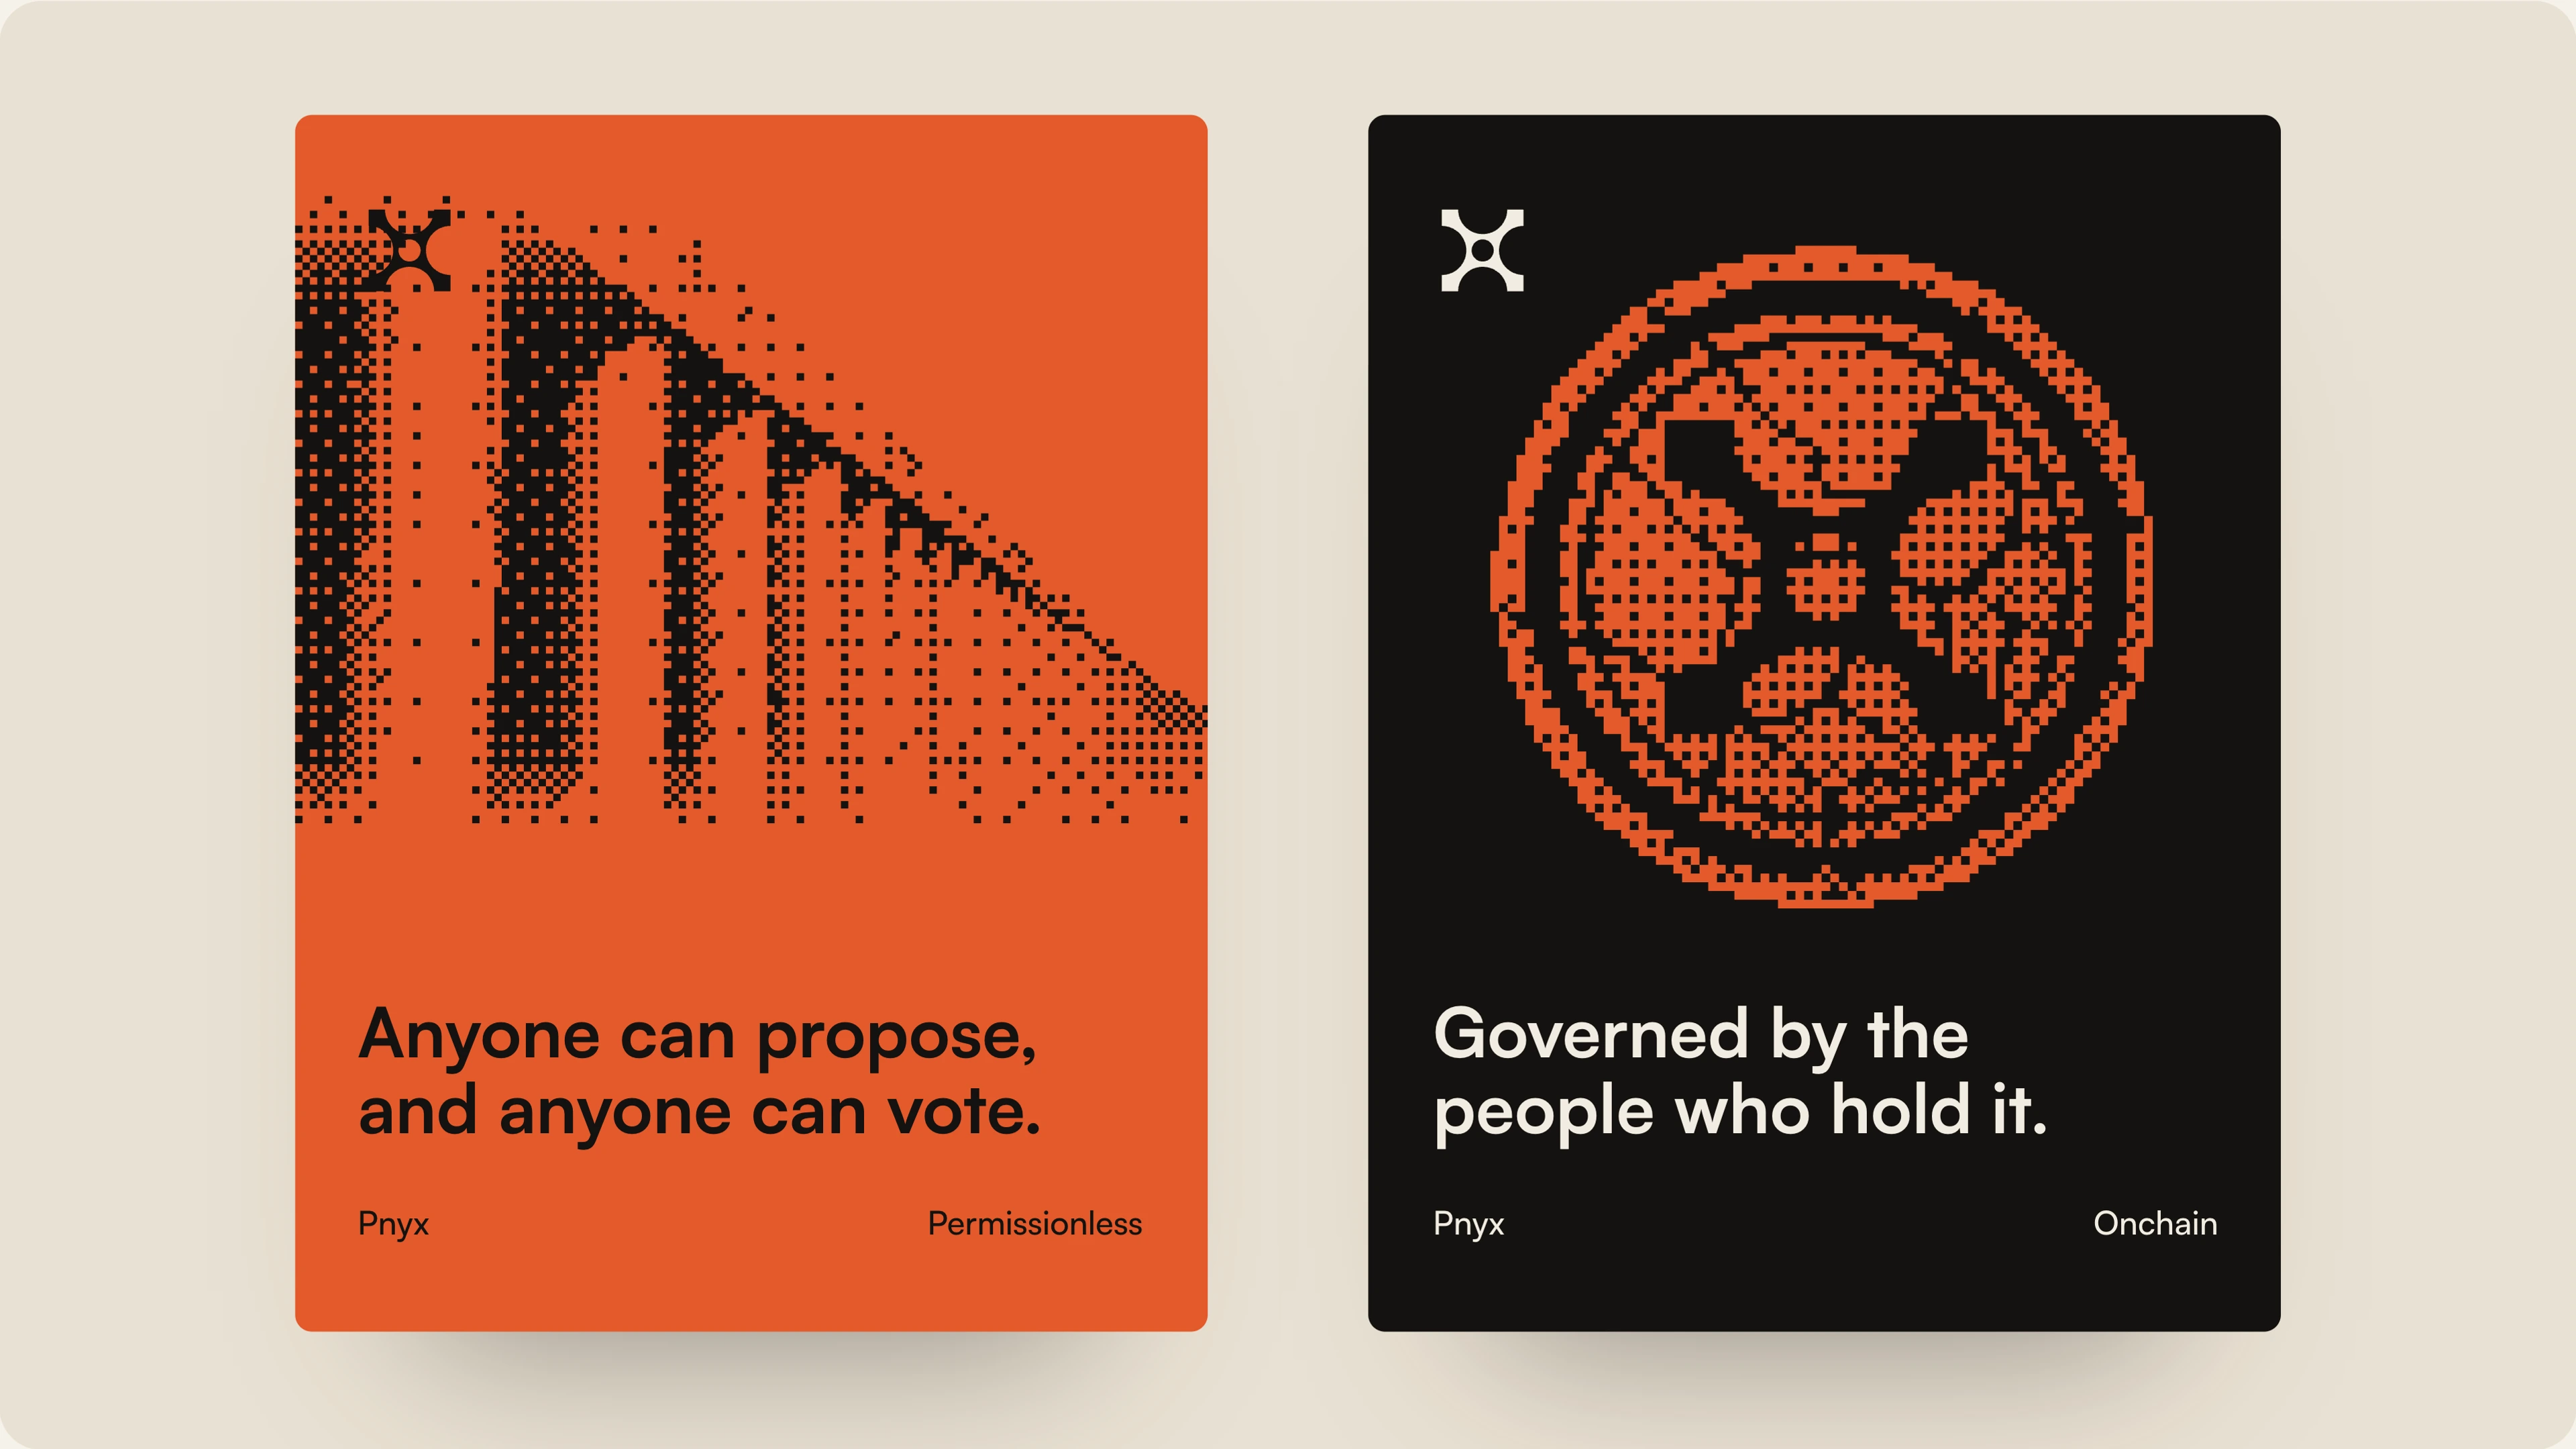 Anyone can propose,
and anyone can vote.
Pnyx
Permissionless
Governed by the
people who hold it.
Pnyx
Onchain